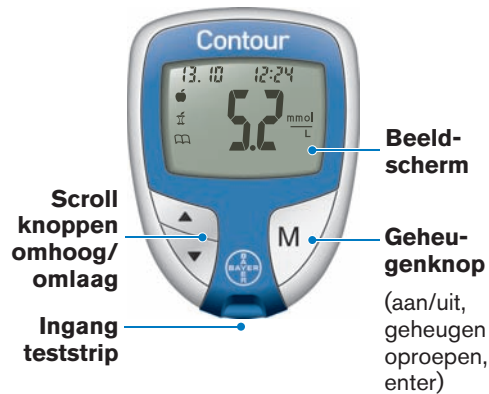 Contour
13.10 12:24
5.2 mmol
L
Beeld-
scherm
Scroll
knoppen
omhoog/
omlaag
M
BAYER
BAYER
Geheu-
genknop
(aan/uit,
geheugen
oproepen,
enter)
Ingang
teststrip